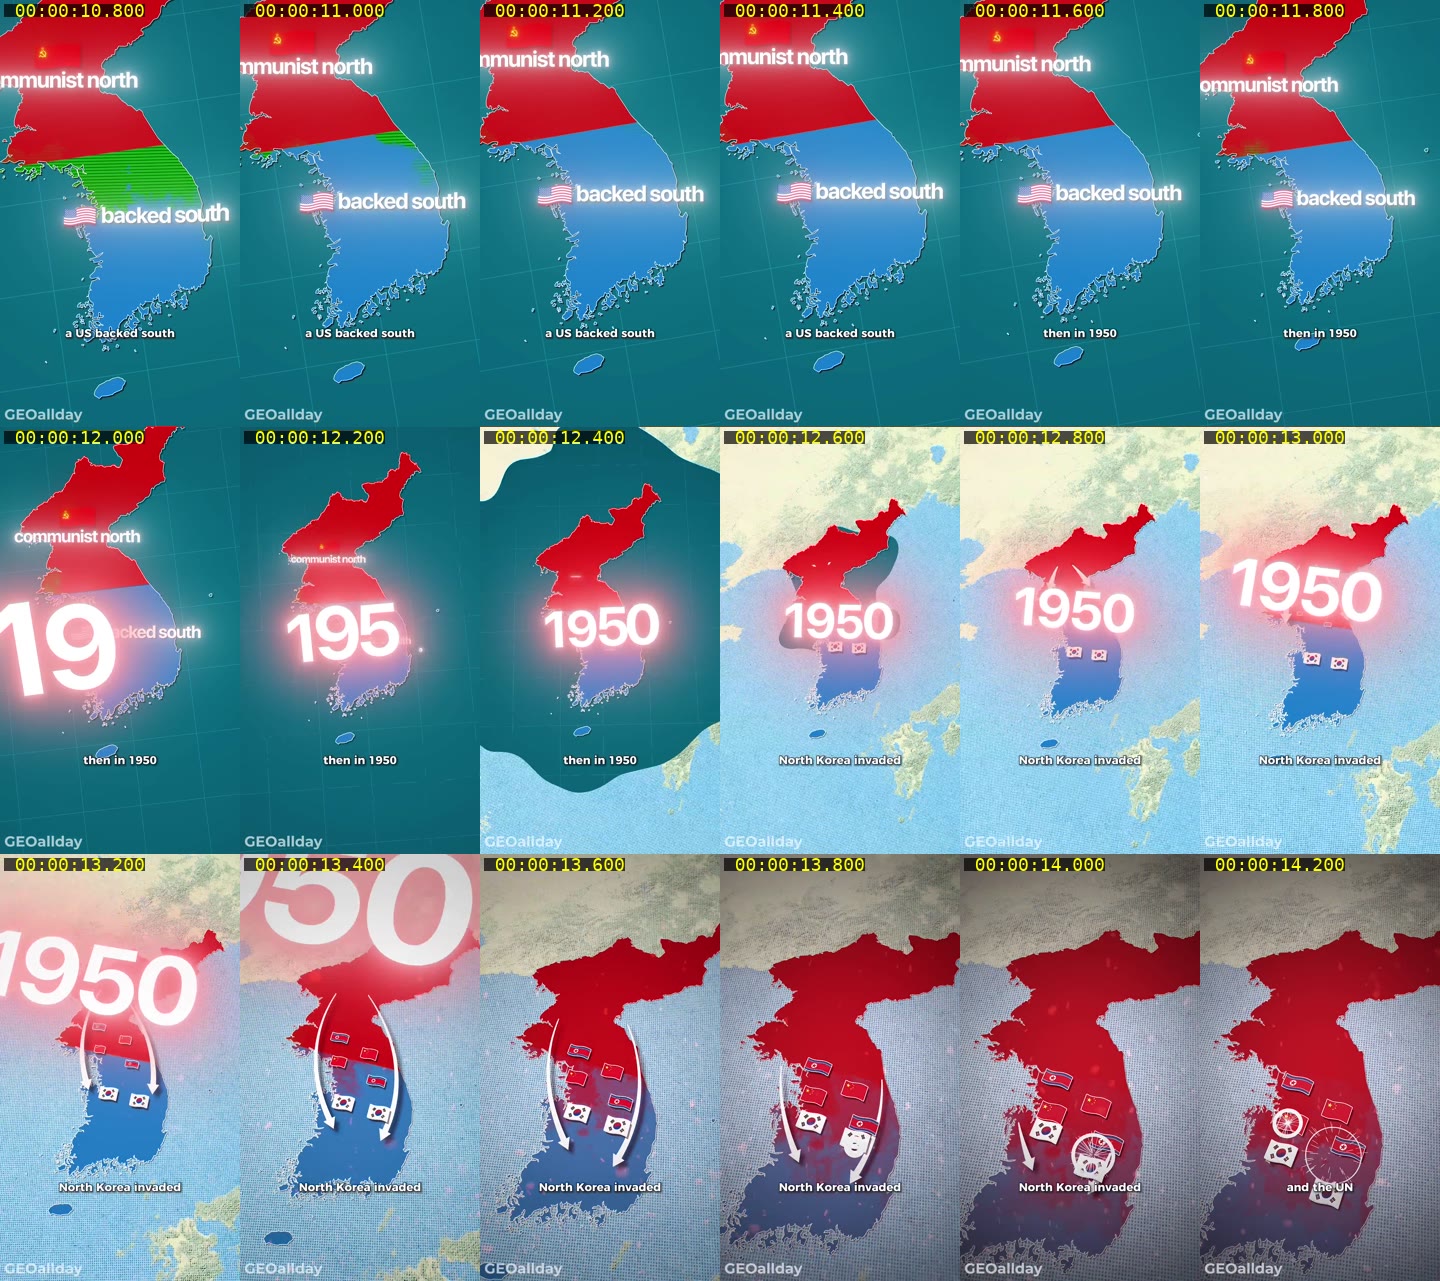 00:00:10.800
mmunist north
backed south
a US backed south
GEOallday
00:00:11.000
mmunist north
backed south
a US backed south
GEOallday
00:00:11.200
munist north
backed south
a US backed south
GEOallday
00:00:11.400
mmunist north
backed south
a US backed south
GEOallday
00:00:11.600
mmunist north
backed south
then in 1950
GEOallday
00:00:11.800
ommunist north
backed south
then in 1950
GEOallday
00:00:12.000
communist north
19
backed south
then in 1950
GEOallday
00:00:12.200
communist north
195
then in 1950
GEOallday
00:00:12.400
1950
then in 1950
GEOallday
00:00:12.600
1950
North Korea invaded
GEOallday
00:00:12.800
1950
North Korea invaded
GEOallday
00:00:13.000
1950
North Korea invaded
GEOallday
00:00:13.200
1950
North Korea invaded
GEOallday
00:00:13.400
50
North Korea invaded
GEOallday
00:00:13.600
North Korea invaded
GEOallday
00:00:13.800
North Korea invaded
GEOallday
00:00:14.000
North Korea invaded
GEOallday
00:00:14.200
and the UN
GEOallday